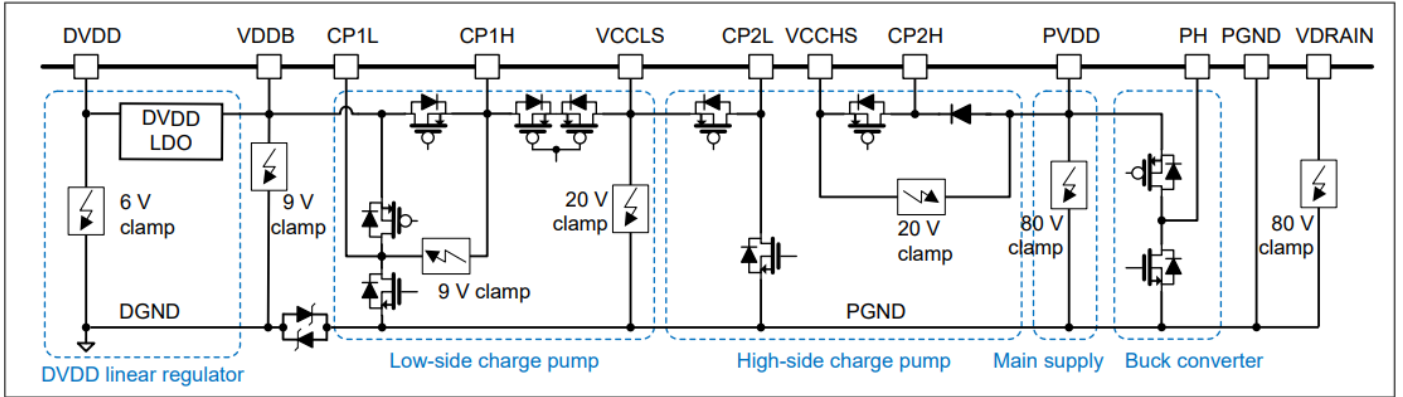 DVDD VDDB CP1L CP1H VCCLS CP2L VCCHS CP2H PVDD PH PGND VDRAIN
DVDD
LDO
6 V
clamp
9 V
clamp
20 V
clamp
9 V clamp
20 V
clamp
80 V
clamp
80 V
clamp
DGND
PGND
DVDD linear regulator
Low-side charge pump
High-side charge pump
Main supply
Buck converter